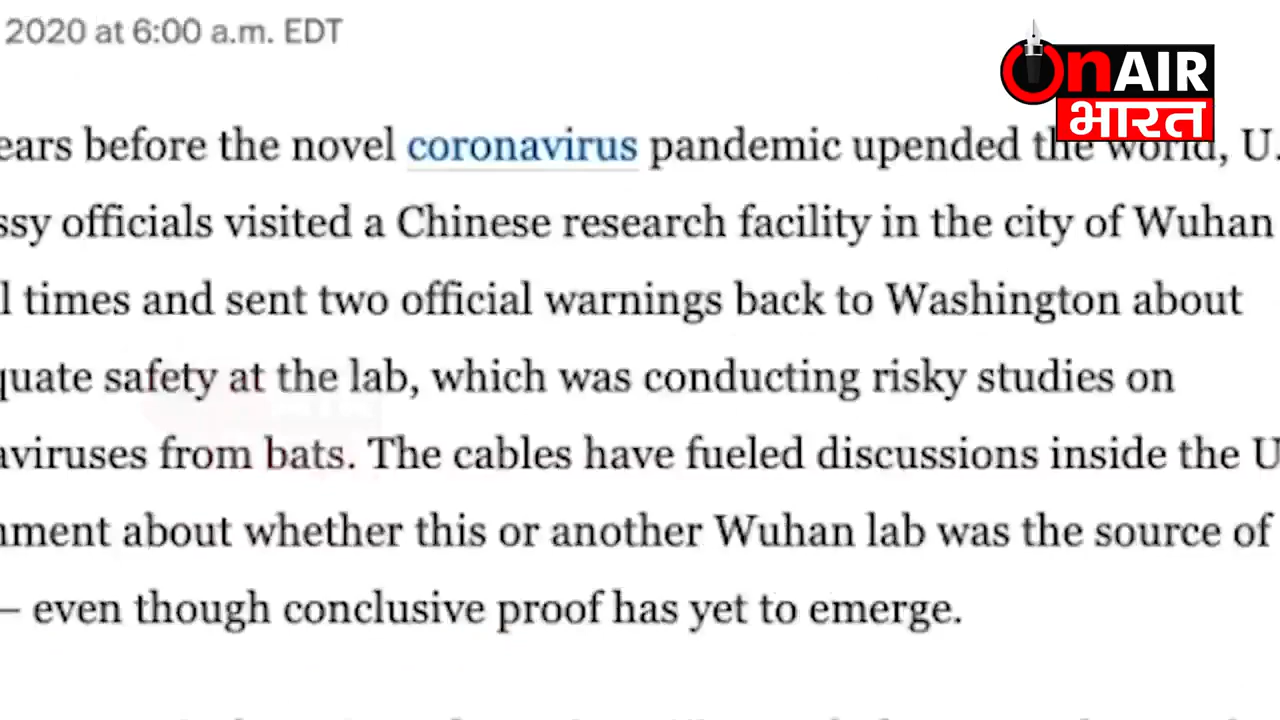 2020 at 6:00 a.m. EDT
On AIR
भारत
ears before the novel coronavirus pandemic upended the world, U.
ssy officials visited a Chinese research facility in the city of Wuhan
l times and sent two official warnings back to Washington about
quate safety at the lab, which was conducting risky studies on
aviruses from bats. The cables have fueled discussions inside the U
nment about whether this or another Wuhan lab was the source of
– even though conclusive proof has yet to emerge.